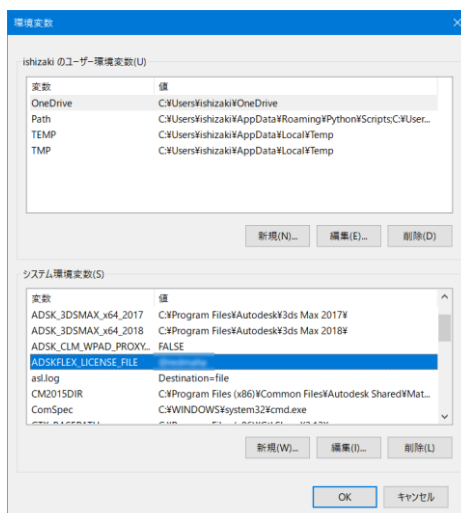 環境変数
ishizaki のユーザー環境変数(U)
変数 値
OneDrive C:¥Users¥ishizaki¥OneDrive
Path C:¥Users¥ishizaki¥AppData¥Roaming¥Python¥Scripts;C:¥User...
TEMP C:¥Users¥ishizaki¥AppData¥Local¥Temp
TMP C:¥Users¥ishizaki¥AppData¥Local¥Temp
新規(N)... 編集(E)... 削除(D)
システム環境変数(S)
変数 値
ADSK_3DSMAX_x64_2017 C:¥Program Files¥Autodesk¥3ds Max 2017¥
ADSK_3DSMAX_x64_2018 C:¥Program Files¥Autodesk¥3ds Max 2018¥
ADSK_CLM_WPAD_PROXY... FALSE
ADSKFLEX_LICENSE_FILE
asl.log Destination=file
CM2015DIR C:¥Program Files (x86)¥Common Files¥Autodesk Shared¥Mat...
ComSpec C:¥WINDOWS¥system32¥cmd.exe
新規(W)... 編集(I)... 削除(L)
OK キャンセル